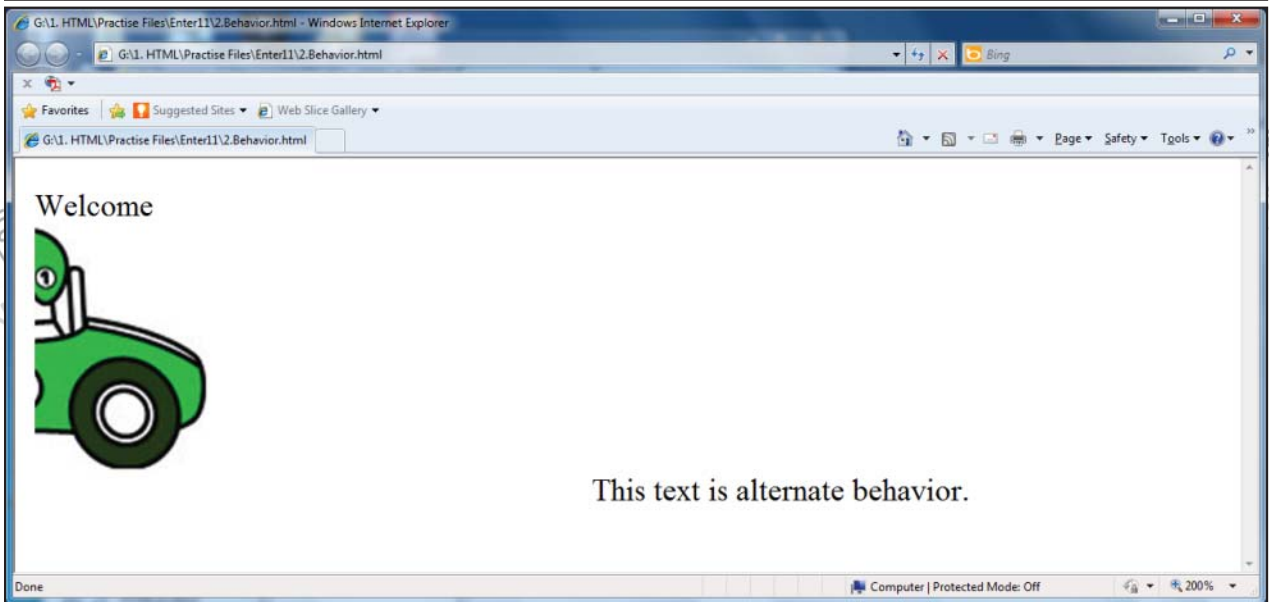 G:\1. HTML\Practise Files\Enter11\2.Behavior.html - Windows Internet Explorer
G:\1. HTML\Practise Files\Enter11\2.Behavior.html
Bing
Favorites Suggested Sites Web Slice Gallery
G:\1. HTML\Practise Files\Enter11\2.Behavior.html
Page Safety Tools
Welcome
1
This text is alternate behavior.
Done
Computer | Protected Mode: Off
200%